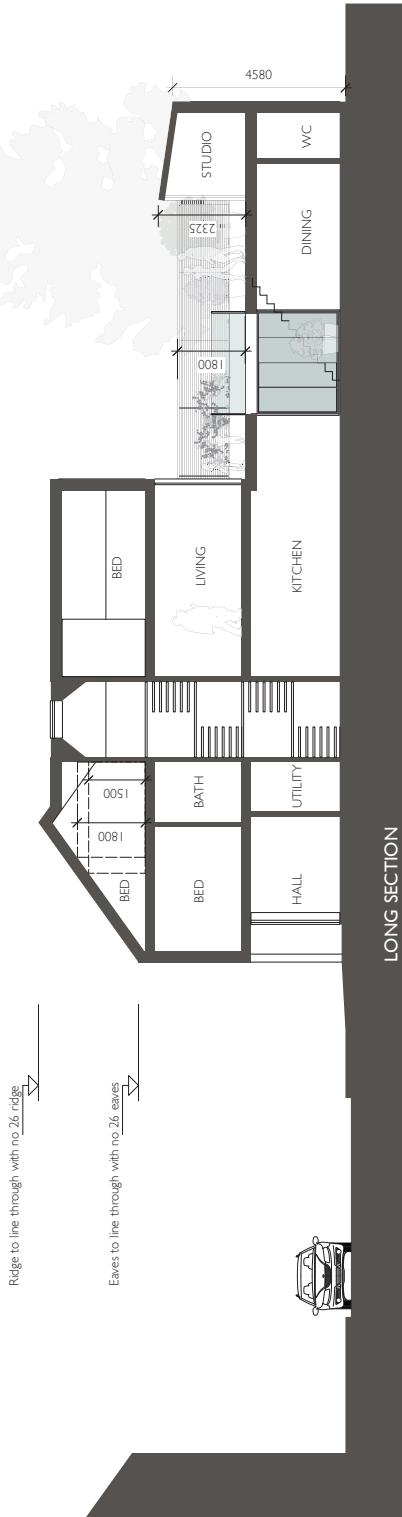 Ridge to line through with no 26 ridge
Eaves to line through with no 26 eaves
BED
1800
1500
BED
BED
BATH
LIVING
1800
2325
STUDIO
4580
HALL
UTILITY
KITCHEN
DINING
WC
LONG SECTION